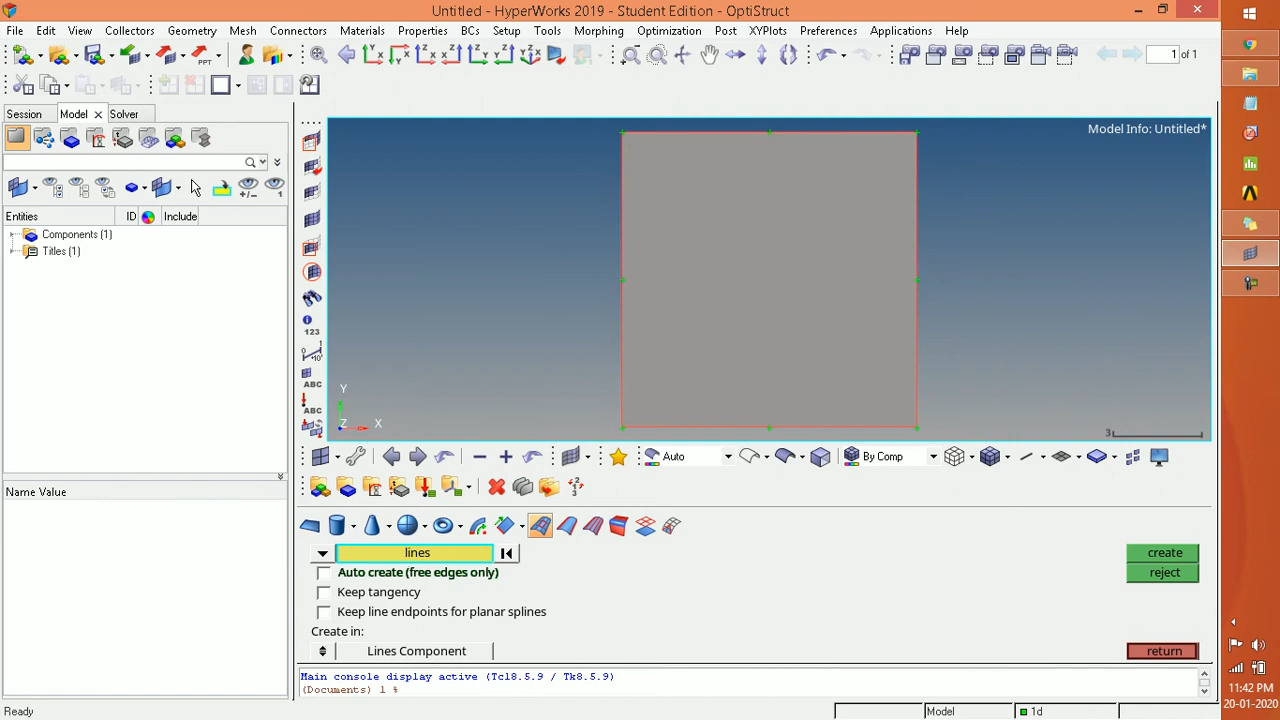 Untitled - HyperWorks 2019 - Student Edition - OptiStruct
File Edit View Collectors Geometry Mesh Connectors Materials Properties BCs Setup Tools Morphing Optimization Post XYPlots Preferences Applications Help
1 of 1
Session Model Solver
Entities ID Include
Components (1)
Titles (1)
Name Value
Model Info: Untitled*
123
ABC
ABC
Y
Z X
3
Auto
By Comp
lines
Auto create (free edges only)
Keep tangency
Keep line endpoints for planar splines
Create in:
Lines Component
create
reject
return
Main console display active (Tcl8.5.9 / Tk8.5.9)
(Documents) 1 %
Ready
Model
1d
11:42 PM
20-01-2020